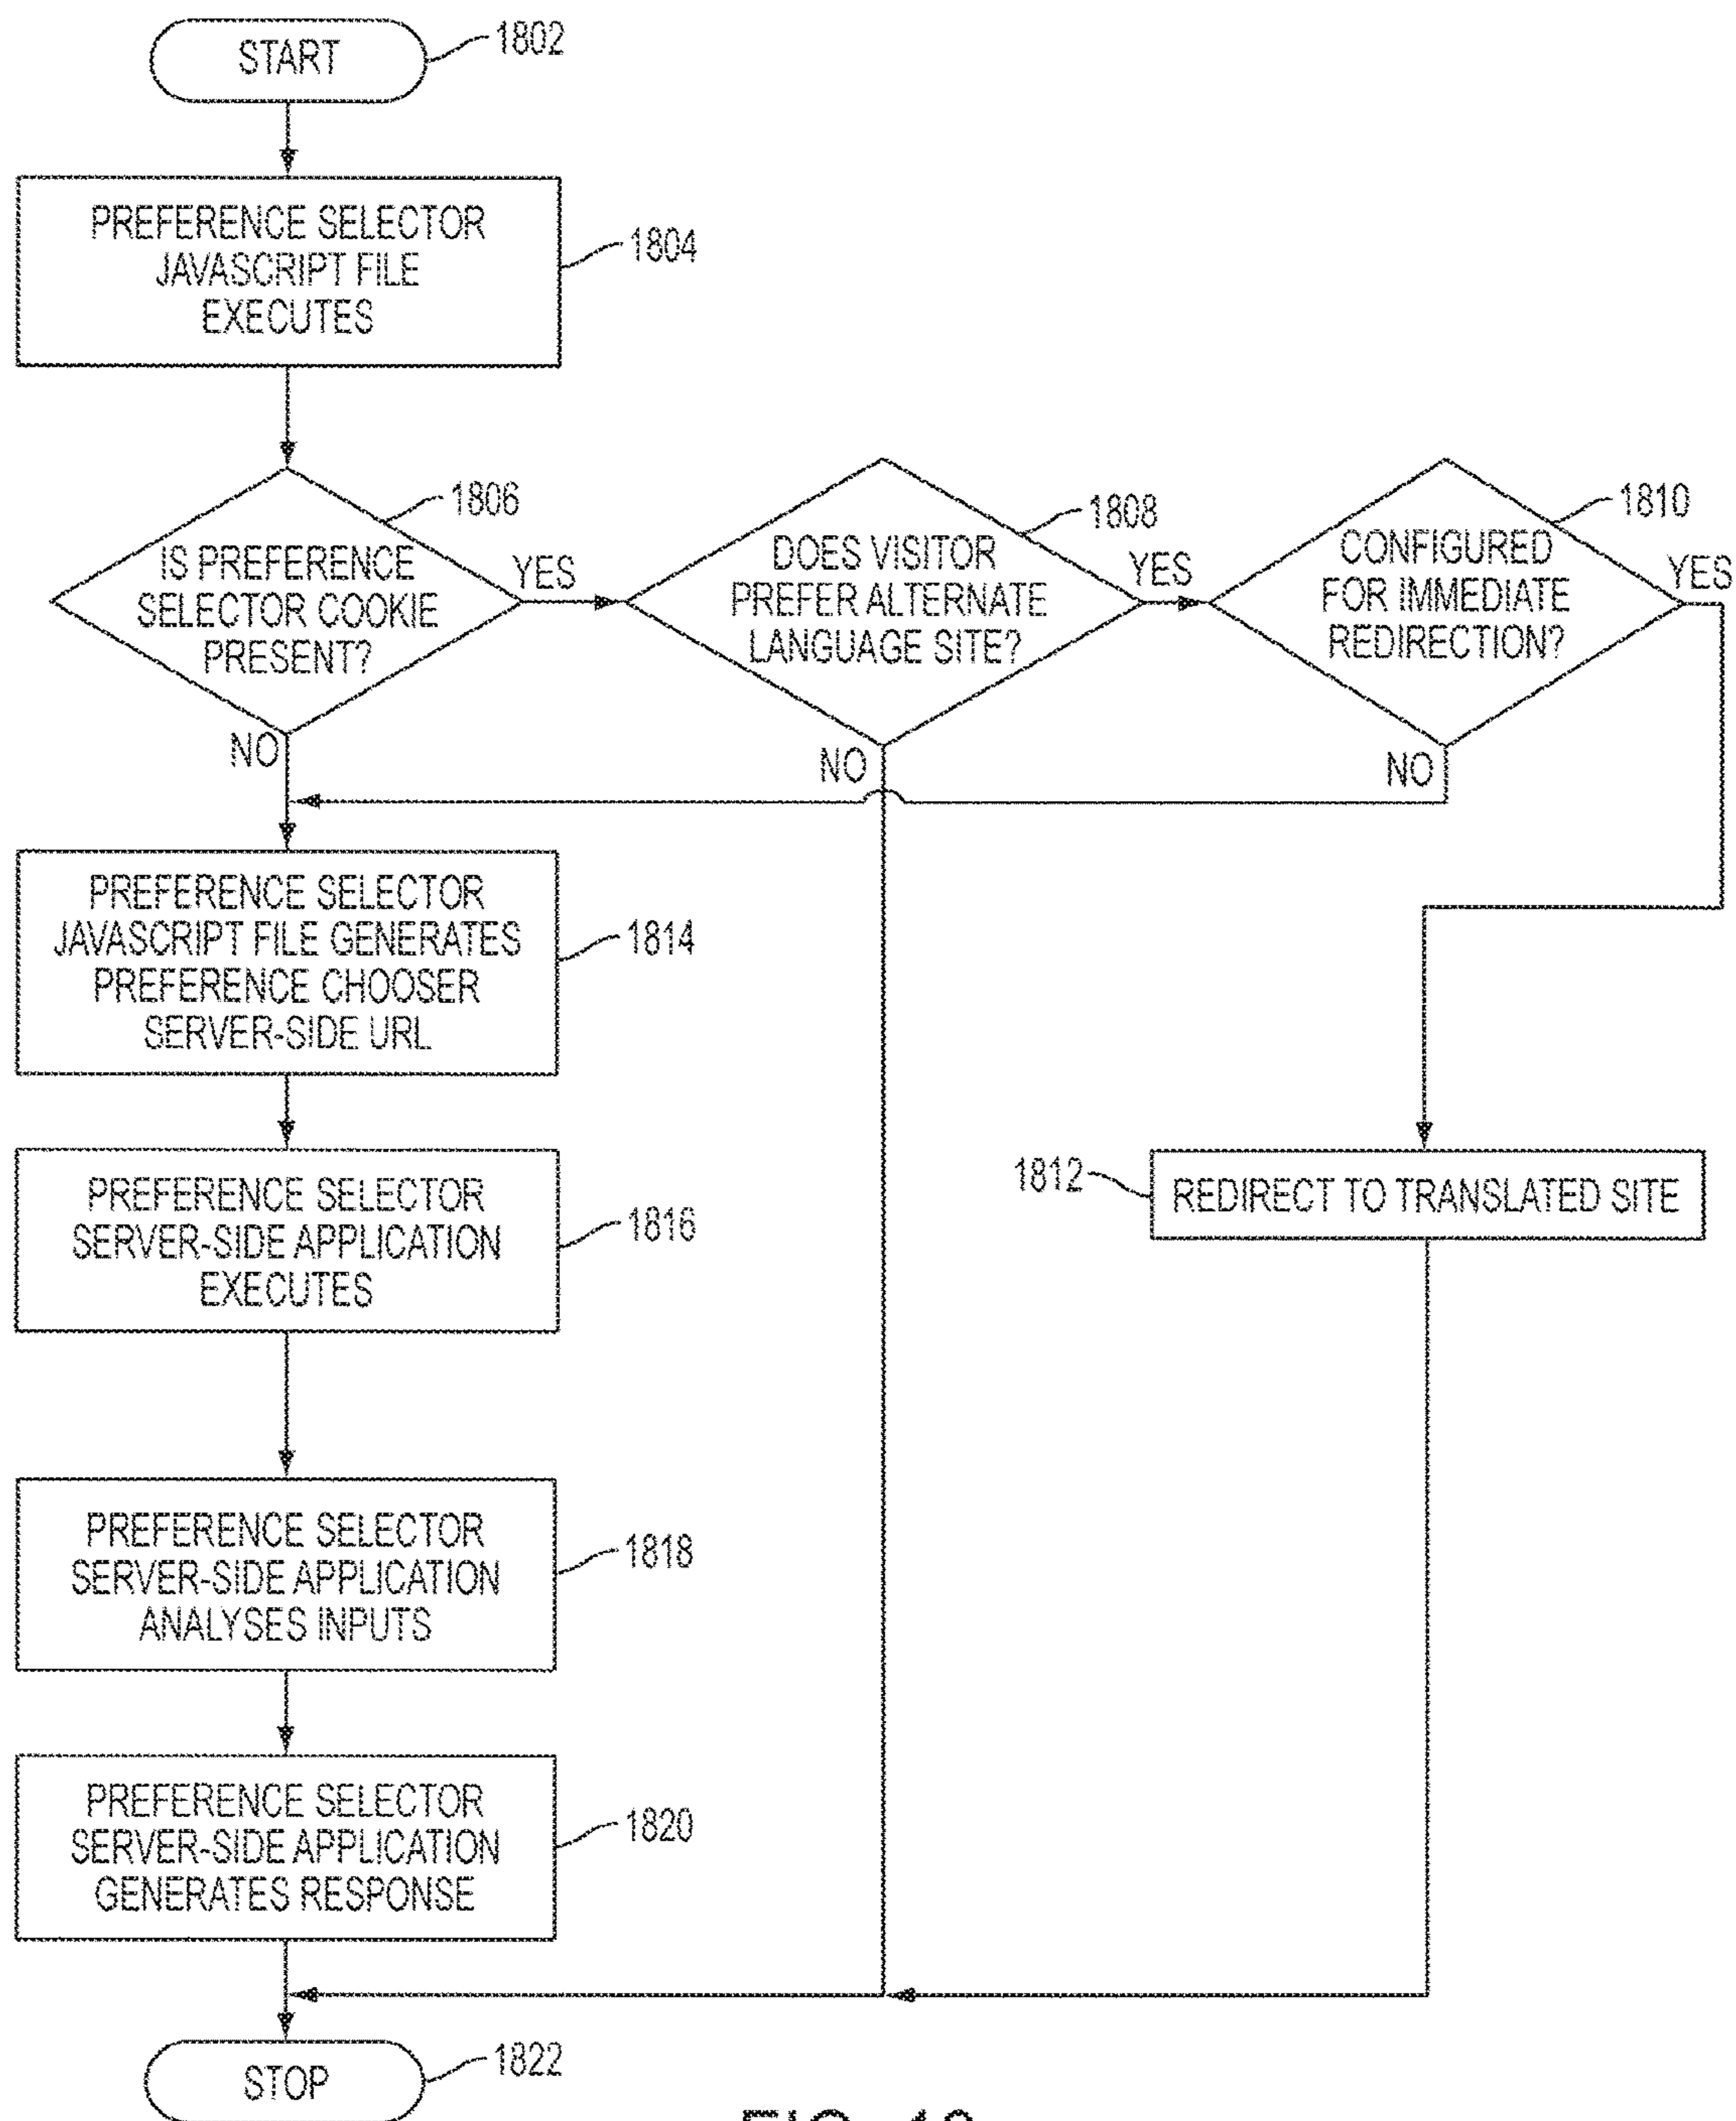 START
1802
PREFERENCE SELECTOR
JAVASCRIPT FILE
EXECUTES
1804
IS PREFERENCE
SELECTOR COOKIE
PRESENT?
1806
YES
NO
DOES VISITOR
PREFER ALTERNATE
LANGUAGE SITE?
1808
YES
NO
CONFIGURED
FOR IMMEDIATE
REDIRECTION?
1810
YES
NO
PREFERENCE SELECTOR
JAVASCRIPT FILE GENERATES
PREFERENCE CHOOSER
SERVER-SIDE URL
1814
PREFERENCE SELECTOR
SERVER-SIDE APPLICATION
EXECUTES
1816
1812
REDIRECT TO TRANSLATED SITE
PREFERENCE SELECTOR
SERVER-SIDE APPLICATION
ANALYSES INPUTS
1818
PREFERENCE SELECTOR
SERVER-SIDE APPLICATION
GENERATES RESPONSE
1820
STOP
1822
FIG.